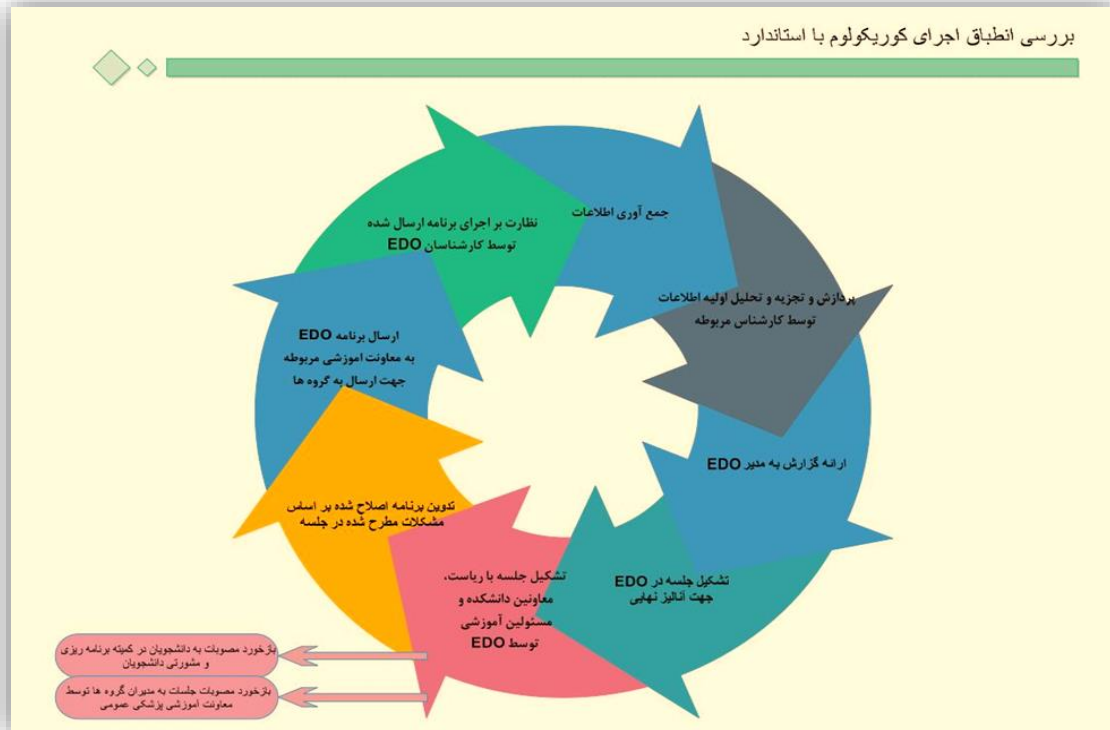 بررسی انطباق اجرای کوریکولوم با استاندارد
جمع آوری اطلاعات
پردازش و تجزیه و تحلیل اولیه اطلاعات
توسط کارشناس مربوطه
ارائه گزارش به مدیر EDO
تشکیل جلسه در EDO
جهت آنالیز نهایی
تشکیل جلسه با ریاست،
معاونین دانشکده و
مسئولین آموزشی
توسط EDO
تدوین برنامه اصلاح شده بر اساس
مشکلات مطرح شده در جلسه
ارسال برنامه EDO
به معاونت اموزشی مربوطه
جهت ارسال به گروه ها
نظارت بر اجرای برنامه ارسال شده
توسط کارشناسان EDO
بازخورد مصوبات به دانشجویان در کمیته برنامه ریزی
و مشورتی دانشجویان
بازخورد مصوبات جلسات به مدیران گروه ها توسط
معاونت آموزشی پزشکی عمومی